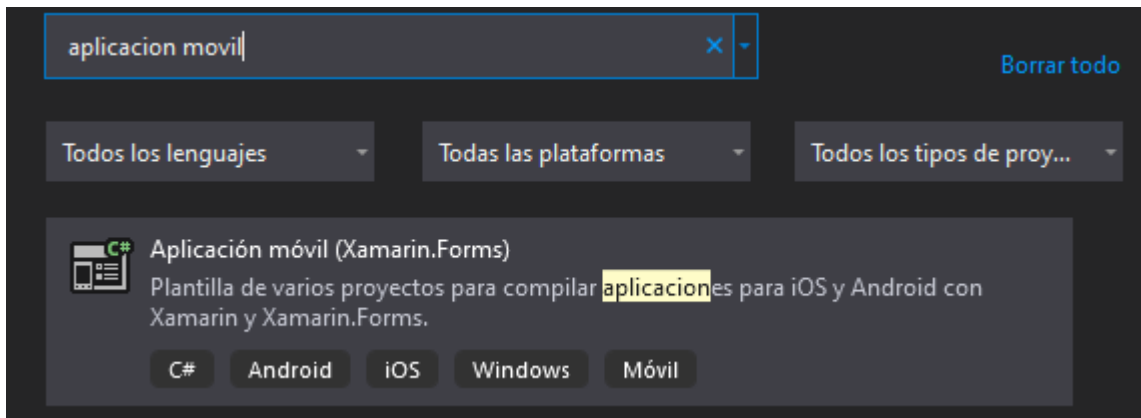 aplicacion movil
Borrar todo
Todos los lenguajes
Todas las plataformas
Todos los tipos de proy...
C#
Aplicación móvil (Xamarin.Forms)
Plantilla de varios proyectos para compilar aplicaciones para iOS y Android con
Xamarin y Xamarin.Forms.
C#
Android
iOS
Windows
Móvil